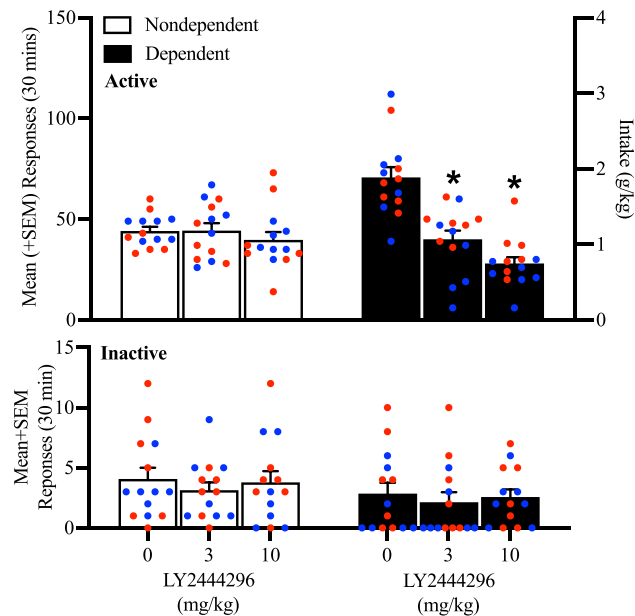 Nondependent
Dependent
Active
Mean (+SEM) Responses (30 mins)
150
100
50
0
*
*
4
3
2
1
0
Intake (g/kg)
Inactive
Mean+SEM
Reponses (30 min)
15
10
5
0
0 3 10 0 3 10
LY2444296 LY2444296
(mg/kg) (mg/kg)